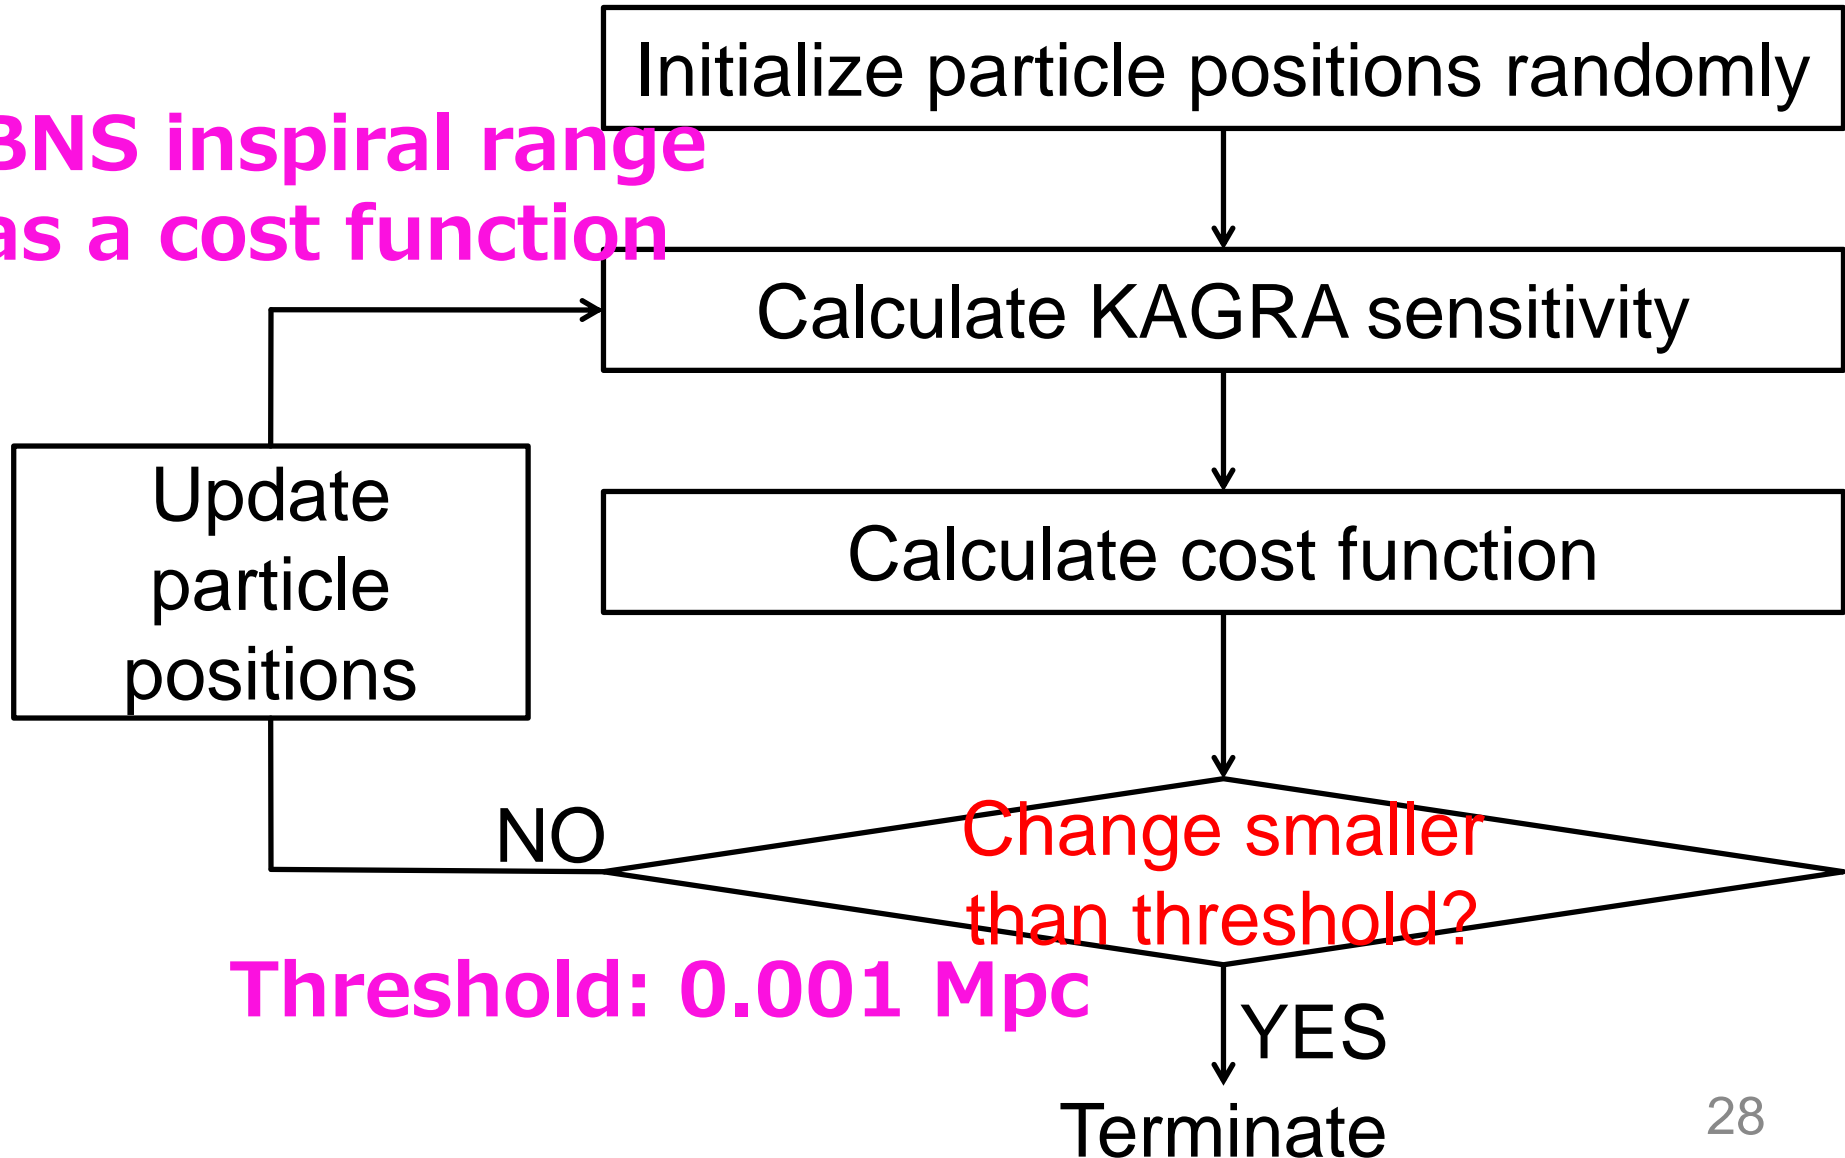 Initialize particle positions randomly
BNS inspiral range
as a cost function
Calculate KAGRA sensitivity
Update
particle
positions
Calculate cost function
NO
Change smaller
than threshold?
Threshold: 0.001 Mpc
YES
Terminate
28